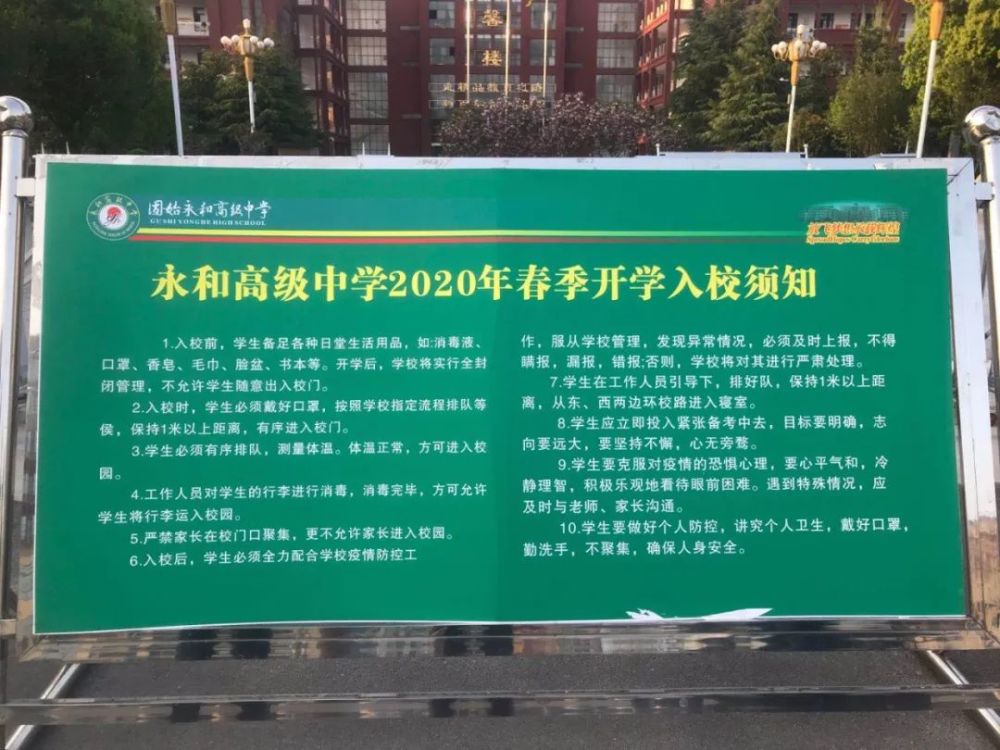 馨
楼
固始永和高级中学
GU SHI YONGHE HIGH SCHOOL
永和高级中学2020年春季开学入校须知
1.入校前，学生备足各种日堂生活用品，如:消毒液、
口罩、香皂、毛巾、脸盆、书本等。开学后，学校将实行全封
闭管理，不允许学生随意出入校门。
2.入校时，学生必须戴好口罩，按照学校指定流程排队等
侯，保持1米以上距离，有序进入校门。
3.学生必须有序排队，测量体温。体温正常，方可进入校
园。
4.工作人员对学生的行李进行消毒，消毒完毕，方可允许
学生将行李运入校园。
5.严禁家长在校门口聚集，更不允许家长进入校园。
6.入校后，学生必须全力配合学校疫情防控工
作，服从学校管理，发现异常情况，必须及时上报，不得
瞒报，漏报，错报;否则，学校将对其进行严肃处理。
7.学生在工作人员引导下，排好队，保持1米以上距
离，从东、西两边环校路进入寝室。
8.学生应立即投入紧张备考中去，目标要明确，志
向要远大，要坚持不懈，心无旁骛。
9.学生要克服对疫情的恐惧心理，要心平气和，冷
静理智，积极乐观地看待眼前困难。遇到特殊情况，应
及时与老师、家长沟通。
10.学生要做好个人防控，讲究个人卫生，戴好口罩，
勤洗手，不聚集，确保人身安全。